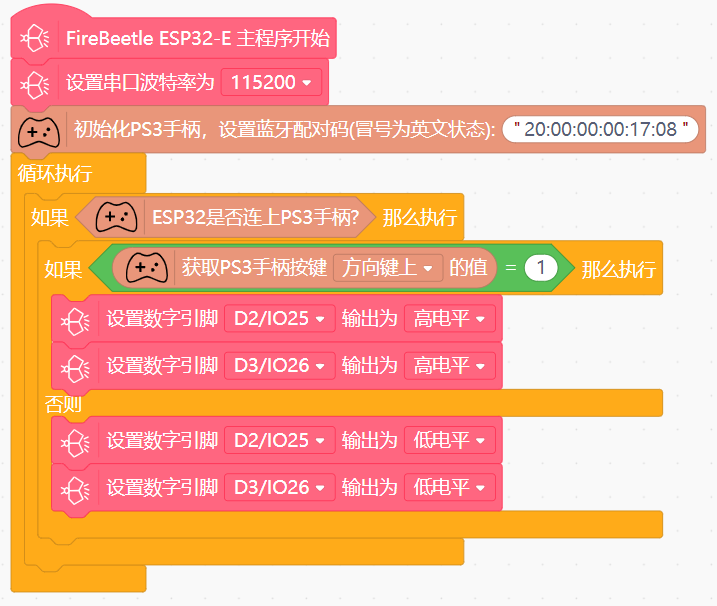 FireBeetle ESP32-E 主程序开始
设置串口波特率为 115200
初始化PS3手柄，设置蓝牙配对码(冒号为英文状态): "20:00:00:00:17:08"
循环执行
如果 ESP32是否连上PS3手柄? 那么执行
如果 获取PS3手柄按键 方向键上 的值 = 1 那么执行
设置数字引脚 D2/IO25 输出为 高电平
设置数字引脚 D3/IO26 输出为 高电平
否则
设置数字引脚 D2/IO25 输出为 低电平
设置数字引脚 D3/IO26 输出为 低电平